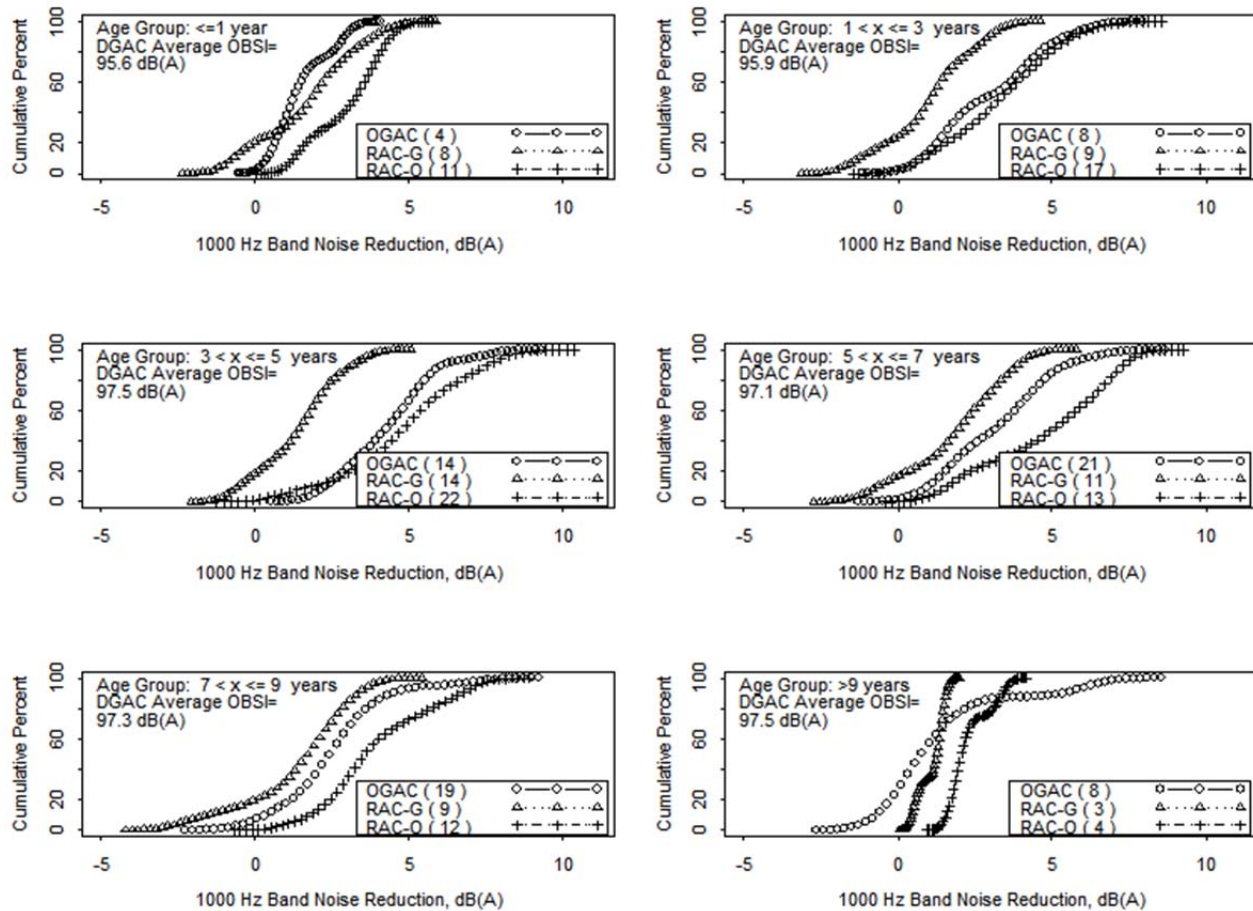 Age Group: <=1 year
DGAC Average OBSI=
95.6 dB(A)
Cumulative Percent
0 20 60 100
OGAC ( 4 )
RAC-G ( 8 )
RAC-O ( 11 )
-5 0 5 10
1000 Hz Band Noise Reduction, dB(A)
Age Group: 1 < x <= 3 years
DGAC Average OBSI=
95.9 dB(A)
Cumulative Percent
0 20 60 100
OGAC ( 8 )
RAC-G ( 9 )
RAC-O ( 17 )
-5 0 5 10
1000 Hz Band Noise Reduction, dB(A)
Age Group: 3 < x <= 5 years
DGAC Average OBSI=
97.5 dB(A)
Cumulative Percent
0 20 60 100
OGAC ( 14 )
RAC-G ( 14 )
RAC-O ( 22 )
-5 0 5 10
1000 Hz Band Noise Reduction, dB(A)
Age Group: 5 < x <= 7 years
DGAC Average OBSI=
97.1 dB(A)
Cumulative Percent
0 20 60 100
OGAC ( 21 )
RAC-G ( 11 )
RAC-O ( 13 )
-5 0 5 10
1000 Hz Band Noise Reduction, dB(A)
Age Group: 7 < x <= 9 years
DGAC Average OBSI=
97.3 dB(A)
Cumulative Percent
0 20 60 100
OGAC ( 19 )
RAC-G ( 9 )
RAC-O ( 12 )
-5 0 5 10
1000 Hz Band Noise Reduction, dB(A)
Age Group: >9 years
DGAC Average OBSI=
97.5 dB(A)
Cumulative Percent
0 20 60 100
OGAC ( 8 )
RAC-G ( 3 )
RAC-O ( 4 )
-5 0 5 10
1000 Hz Band Noise Reduction, dB(A)